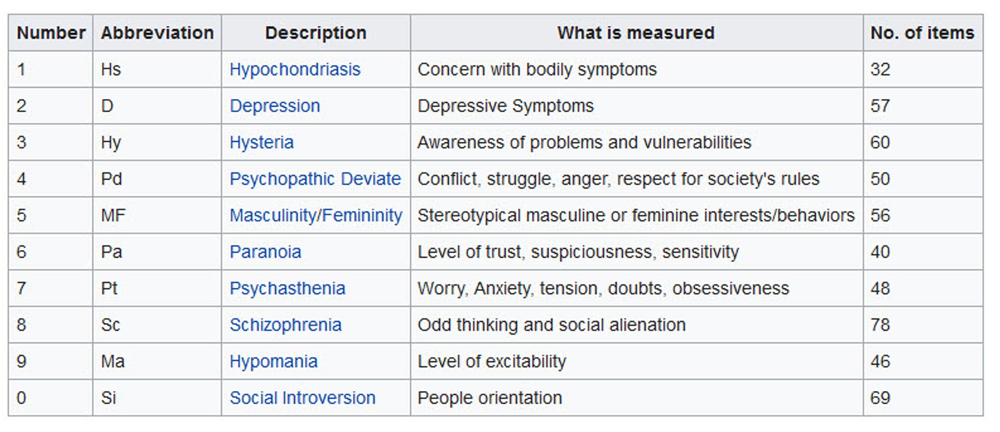 Number Abbreviation Description What is measured No. of items
1 Hs Hypochondriasis Concern with bodily symptoms 32
2 D Depression Depressive Symptoms 57
3 Hy Hysteria Awareness of problems and vulnerabilities 60
4 Pd Psychopathic Deviate Conflict, struggle, anger, respect for society's rules 50
5 MF Masculinity/Femininity Stereotypical masculine or feminine interests/behaviors 56
6 Pa Paranoia Level of trust, suspiciousness, sensitivity 40
7 Pt Psychasthenia Worry, Anxiety, tension, doubts, obsessiveness 48
8 Sc Schizophrenia Odd thinking and social alienation 78
9 Ma Hypomania Level of excitability 46
0 Si Social Introversion People orientation 69